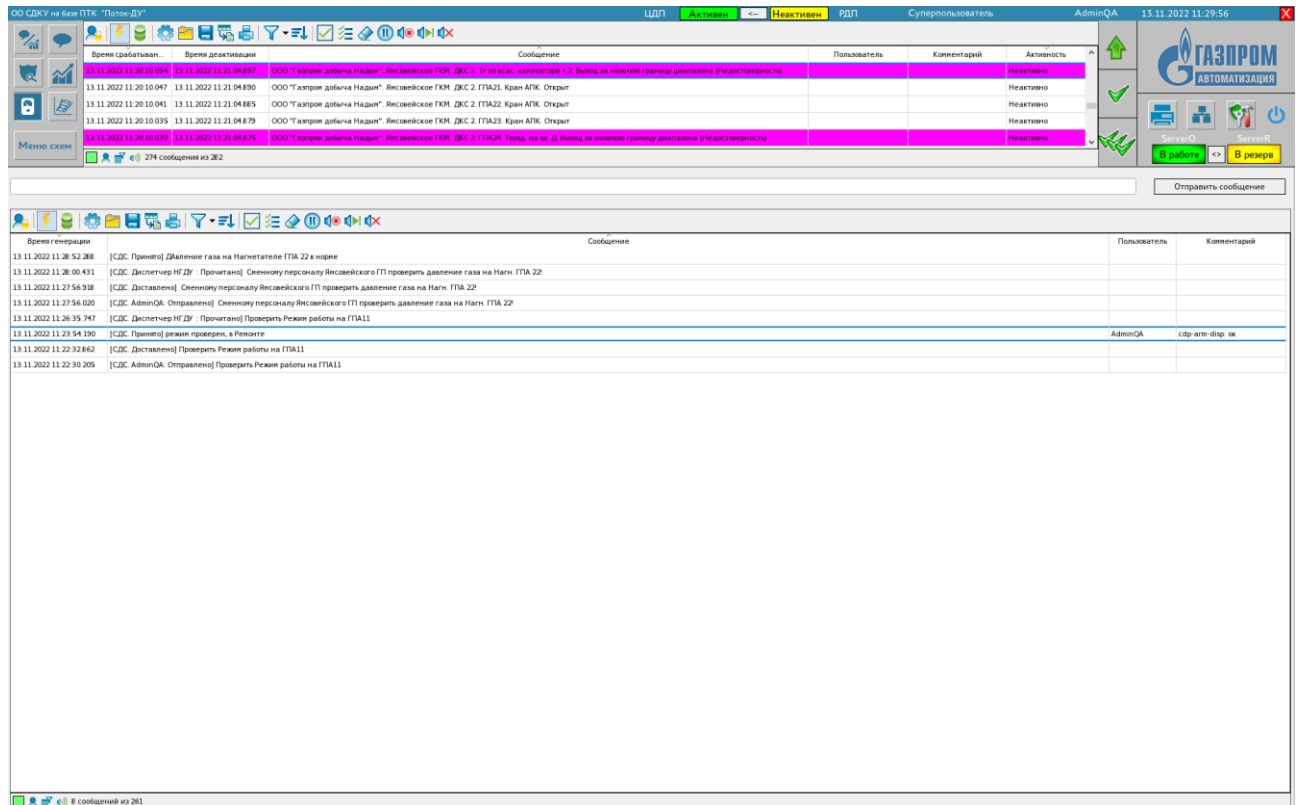 ОО СДКУ на базе ПТК "Поток-ДУ" ЦДП Активен <-- Неактивен РДП Суперпользователь AdminQA 13.11.2022 11:29:56 X
Время срабатыван... Время деактивации Сообщение Пользователь Комментарий Активность
13.11.2022 11:20:10.054 13.11.2022 11:21:04.897 ООО "Газпром добыча Надым". Ямсовейское ГКМ. ДКС 2. Тг во всас. коллекторе т.2. Выход за нижнюю границу диапазона (Недостоверность) Неактивно
13.11.2022 11:20:10.047 13.11.2022 11:21:04.890 ООО "Газпром добыча Надым". Ямсовейское ГКМ. ДКС 2. ГПА21. Кран АПК. Открыт Неактивно
13.11.2022 11:20:10.041 13.11.2022 11:21:04.885 ООО "Газпром добыча Надым". Ямсовейское ГКМ. ДКС 2. ГПА22. Кран АПК. Открыт Неактивно
13.11.2022 11:20:10.035 13.11.2022 11:21:04.879 ООО "Газпром добыча Надым". Ямсовейское ГКМ. ДКС 2. ГПА23. Кран АПК. Открыт Неактивно
13.11.2022 11:20:10.030 13.11.2022 11:21:04.875 ООО "Газпром добыча Надым". Ямсовейское ГКМ. ДКС 2. ГПА24. Твозд. на вх. Д. Выход за нижнюю границу диапазона (Недостоверность) Неактивно
274 сообщения из 282
Меню схем
ГАЗПРОМ
АВТОМАТИЗАЦИЯ
ServerO ServerR
В работе <> В резерв
Отправить сообщение
Время генерации Сообщение Пользователь Комментарий
13.11.2022 11:28:52.288 [СДС. Принято] ДАвление газа на Нагнетателе ГПА 22 в норме
13.11.2022 11:28:00.431 [СДС. Диспетчер НГДУ : Прочитано] Сменному персоналу Ямсовейского ГП проверить давление газа на Нагн. ГПА 22!
13.11.2022 11:27:56.918 [СДС. Доставлено] Сменному персоналу Ямсовейского ГП проверить давление газа на Нагн. ГПА 22!
13.11.2022 11:27:56.020 [СДС. AdminQA: Отправлено] Сменному персоналу Ямсовейского ГП проверить давление газа на Нагн. ГПА 22!
13.11.2022 11:26:35.747 [СДС. Диспетчер НГДУ : Прочитано] Проверить Режим работы на ГПА11
13.11.2022 11:23:54.190 [СДС. Принято] режим проверен, в Ремонте AdminQA cdp-arm-disp: ок
13.11.2022 11:22:32.862 [СДС. Доставлено] Проверить Режим работы на ГПА11
13.11.2022 11:22:30.205 [СДС. AdminQA: Отправлено] Проверить Режим работы на ГПА11
8 сообщений из 261